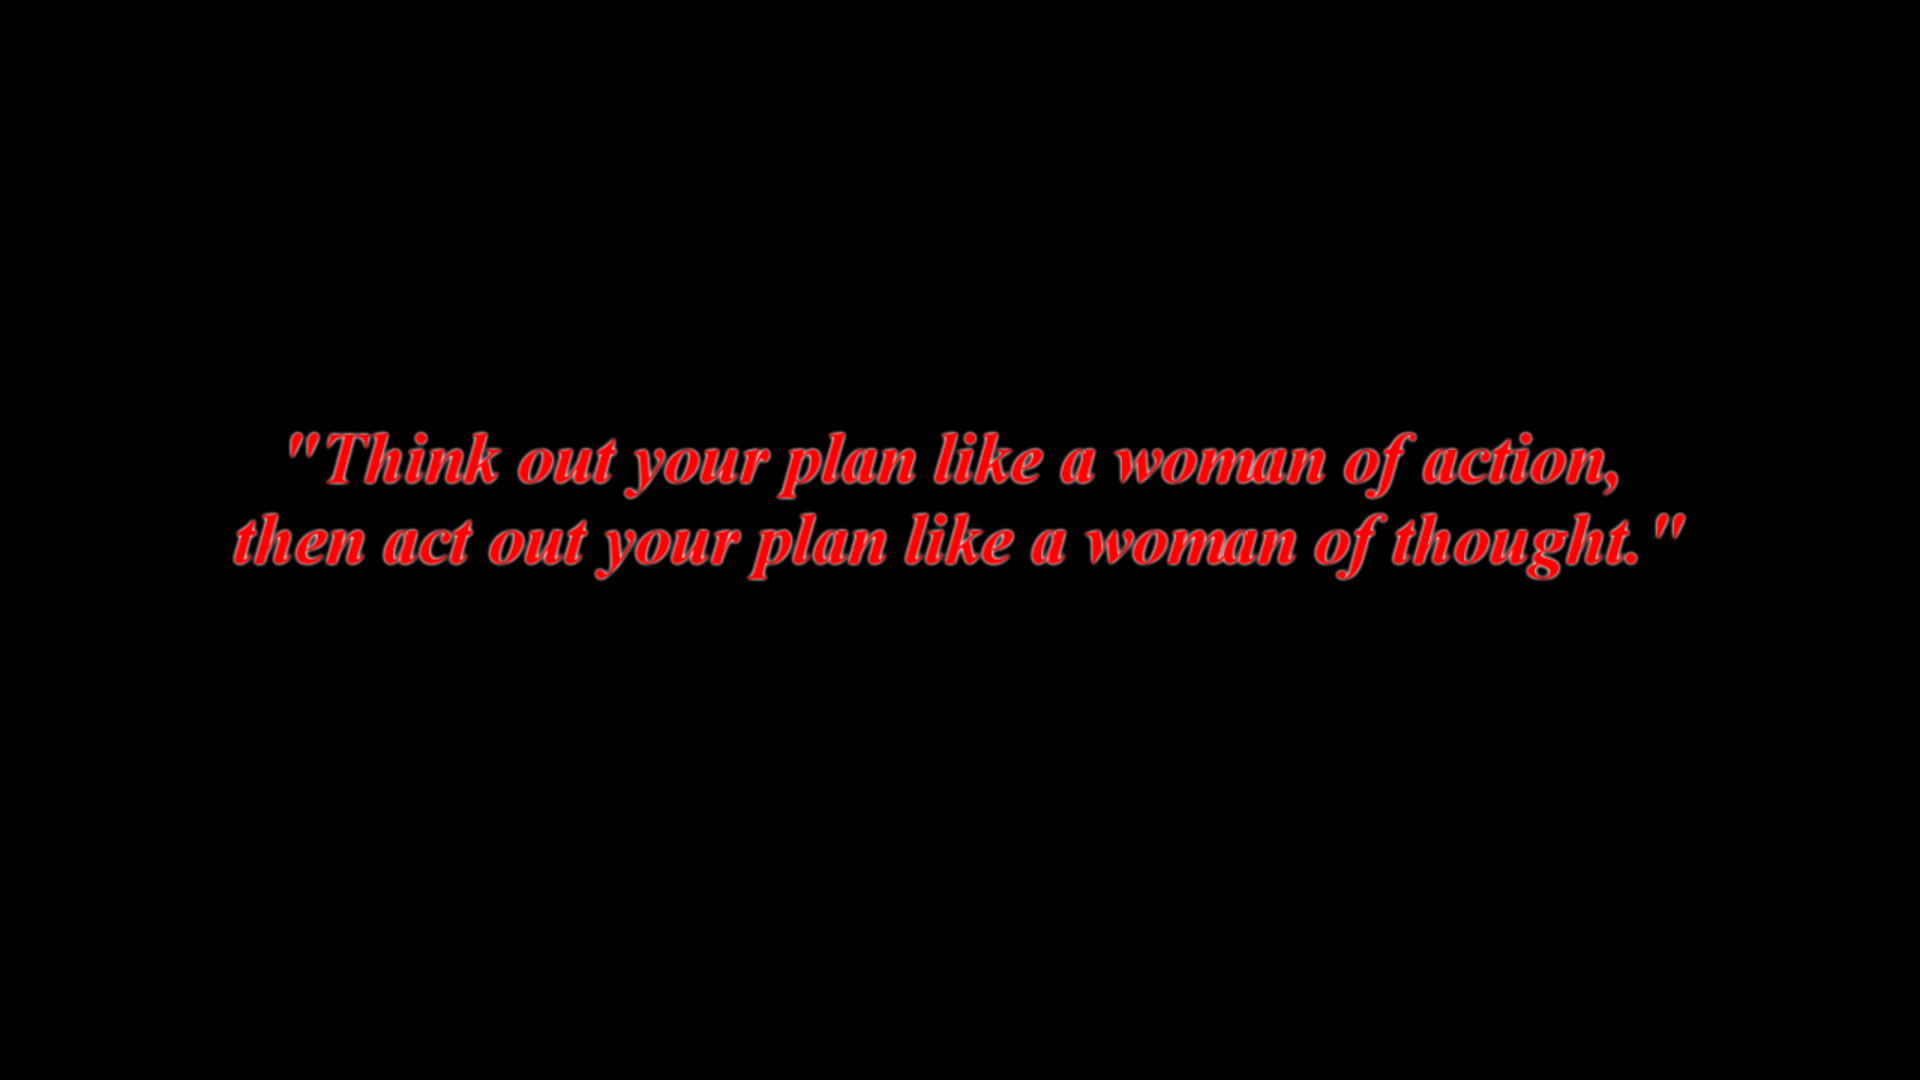 "Think out your plan like a woman of action,
then act out your plan like a woman of thought."